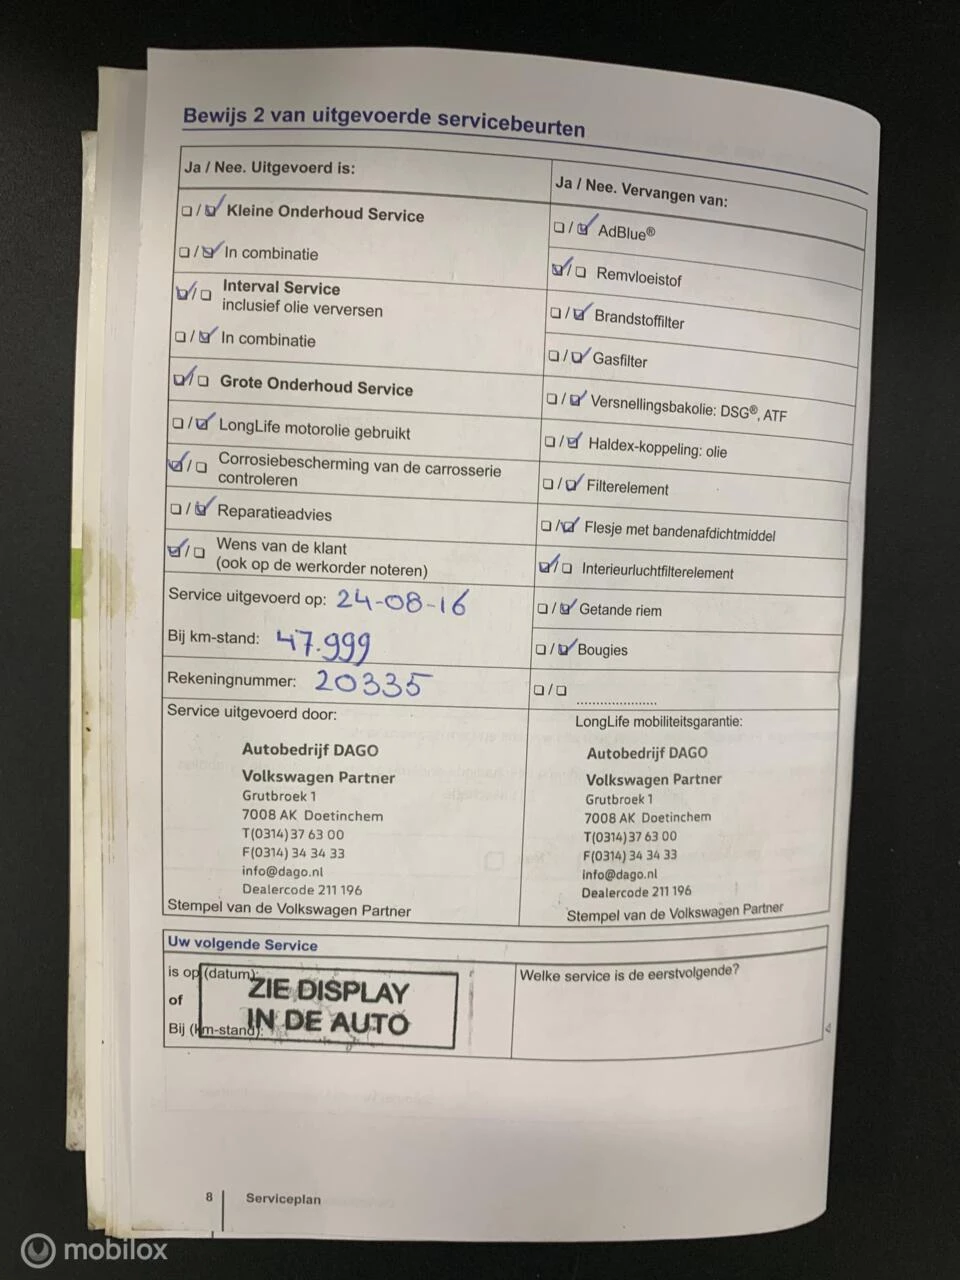 Bewijs 2 van uitgevoerde servicebeurten
Ja / Nee. Uitgevoerd is:
☐ / ☑ Kleine Onderhoud Service
☐ / ☑ In combinatie
☑ / ☐ Interval Service
inclusief olie verversen
☐ / ☑ In combinatie
☑ / ☐ Grote Onderhoud Service
☐ / ☑ LongLife motorolie gebruikt
☑ / ☐ Corrosiebescherming van de carrosserie
controleren
☐ / ☑ Reparatieadvies
☑ / ☐ Wens van de klant
(ook op de werkorder noteren)
Service uitgevoerd op: 24-08-16
Bij km-stand: 47.999
Rekeningnummer: 20335
Service uitgevoerd door:
Autobedrijf DAGO
Volkswagen Partner
Grutbroek 1
7008 AK Doetinchem
T(0314) 37 63 00
F(0314) 34 34 33
info@dago.nl
Dealercode 211 196
Stempel van de Volkswagen Partner
Ja / Nee. Vervangen van:
☐ / ☑ AdBlue®
☑ / ☐ Remvloeistof
☐ / ☑ Brandstoffilter
☐ / ☑ Gasfilter
☐ / ☑ Versnellingsbakolie: DSG®, ATF
☐ / ☑ Haldex-koppeling: olie
☐ / ☑ Filterelement
☐ / ☑ Flesje met bandenafdichtmiddel
☑ / ☐ Interieurluchtfilterelement
☐ / ☑ Getande riem
☐ / ☑ Bougies
☐ / ☐ ......................
LongLife mobiliteitsgarantie:
Autobedrijf DAGO
Volkswagen Partner
Grutbroek 1
7008 AK Doetinchem
T(0314) 37 63 00
F(0314) 34 34 33
info@dago.nl
Dealercode 211 196
Stempel van de Volkswagen Partner
Uw volgende Service
is op (datum):
of
Bij (km-stand):
ZIE DISPLAY
IN DE AUTO
Welke service is de eerstvolgende?
8 Serviceplan
mobilox